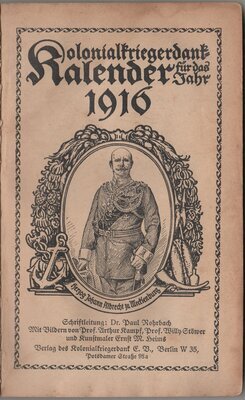 Kolonialkriegerdank-
Kalender für das
Jahr
1916
Herzog Johann Albrecht zu Mecklenburg
Schriftleitung: Dr. Paul Rohrbach
Mit Bildern von Prof. Arthur Kampf, Prof. Willy Stöwer
und Kunstmaler Ernst M. Heims
Verlag des Kolonialkriegerdank E. V., Berlin W 35,
Potsdamer Straße 97a